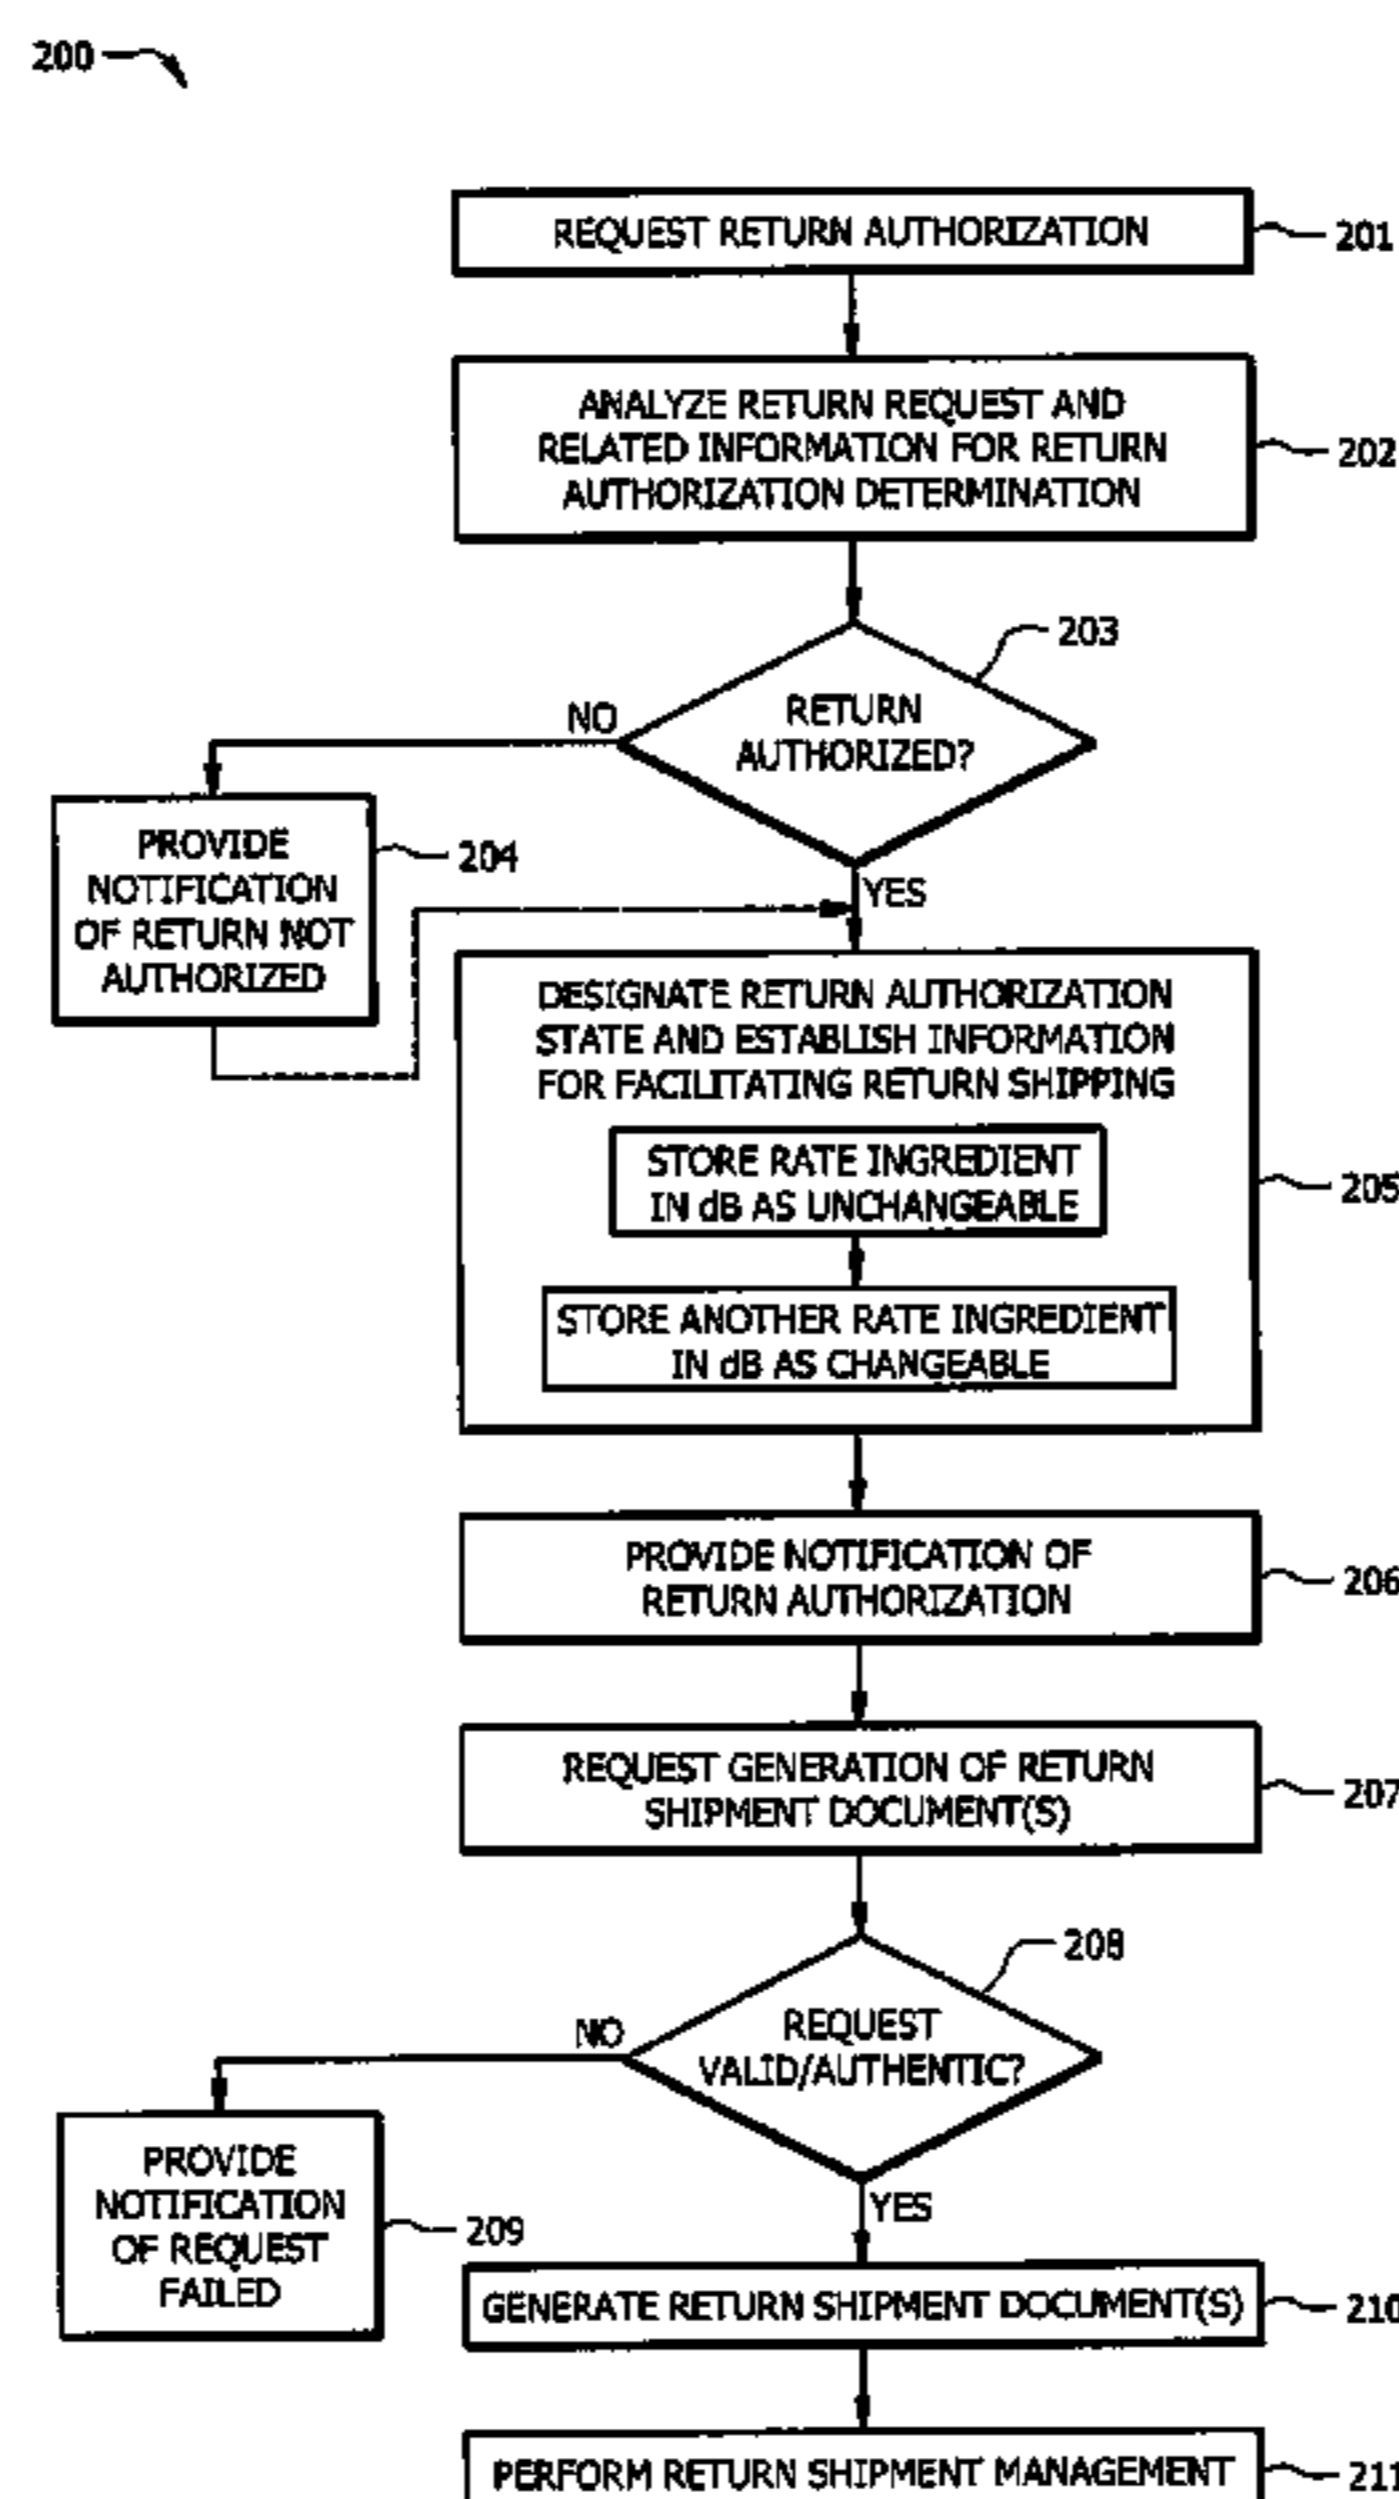 200
REQUEST RETURN AUTHORIZATION
201
ANALYZE RETURN REQUEST AND
RELATED INFORMATION FOR RETURN
AUTHORIZATION DETERMINATION
202
203
RETURN
AUTHORIZED?
NO
YES
PROVIDE
NOTIFICATION
OF RETURN NOT
AUTHORIZED
204
DESIGNATE RETURN AUTHORIZATION
STATE AND ESTABLISH INFORMATION
FOR FACILITATING RETURN SHIPPING
STORE RATE INGREDIENT
IN dB AS UNCHANGEABLE
STORE ANOTHER RATE INGREDIENT
IN dB AS CHANGEABLE
205
PROVIDE NOTIFICATION OF
RETURN AUTHORIZATION
206
REQUEST GENERATION OF RETURN
SHIPMENT DOCUMENT(S)
207
208
REQUEST
VALID/AUTHENTIC?
NO
YES
PROVIDE
NOTIFICATION
OF REQUEST
FAILED
209
GENERATE RETURN SHIPMENT DOCUMENT(S)
210
PERFORM RETURN SHIPMENT MANAGEMENT
211